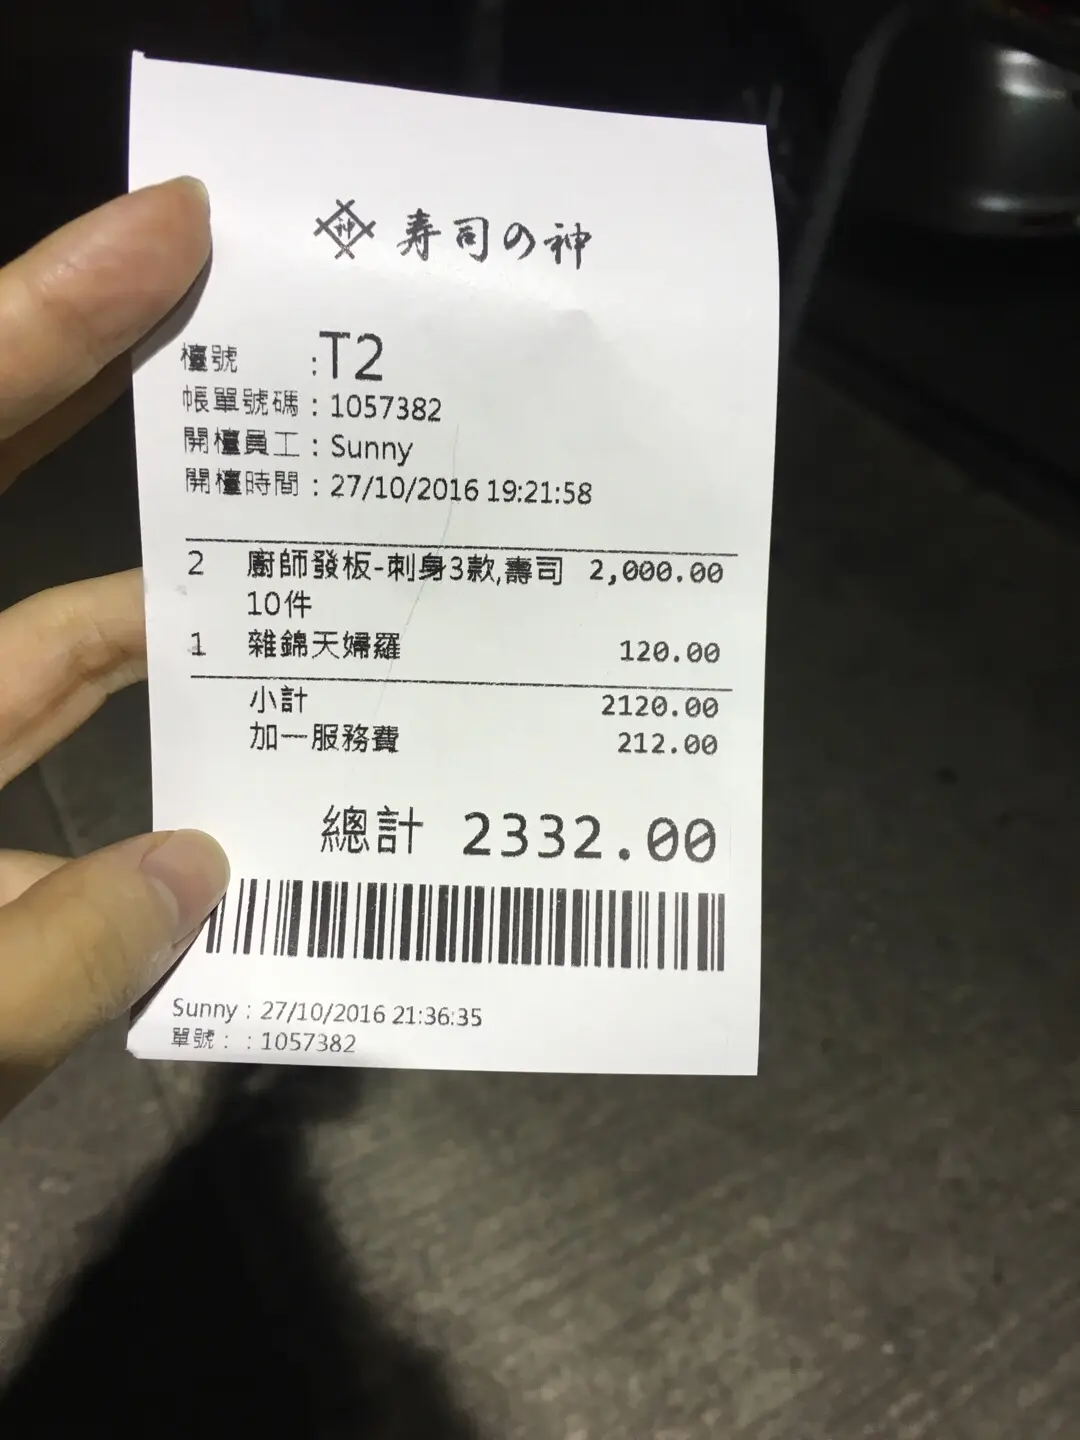 神 寿司の神
檯號 :T2
帳單號碼 : 1057382
開檯員工 : Sunny
開檯時間 : 27/10/2016 19:21:58
2 廚師發板-刺身3款,壽司 2,000.00
10件
1 雜錦天婦羅 120.00
小計 2120.00
加一服務費 212.00
總計 2332.00
Sunny : 27/10/2016 21:36:35
單號: : 1057382